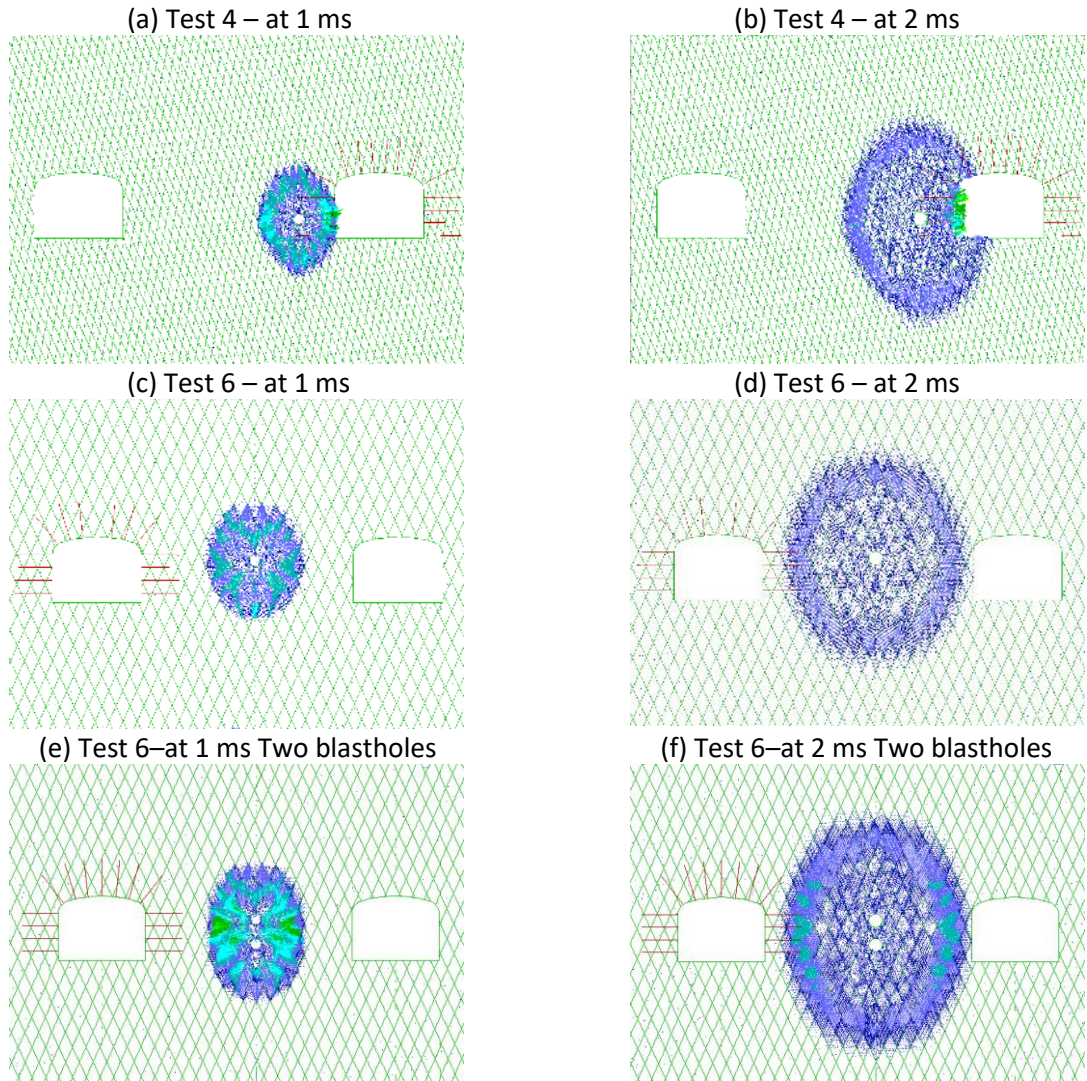 (a) Test 4 – at 1 ms
(b) Test 4 – at 2 ms
(c) Test 6 – at 1 ms
(d) Test 6 – at 2 ms
(e) Test 6–at 1 ms Two blastholes
(f) Test 6–at 2 ms Two blastholes